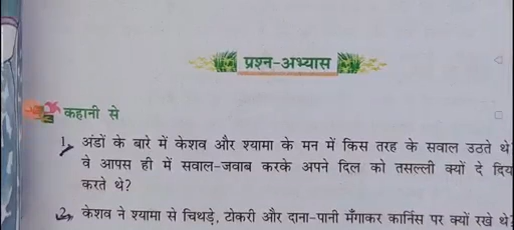 प्रश्न-अभ्यास
कहानी से
1. अंडों के बारे में केशव और श्यामा के मन में किस तरह के सवाल उठते थे
वे आपस ही में सवाल-जवाब करके अपने दिल को तसल्ली क्यों दे दिय
करते थे?
2. केशव ने श्यामा से चिथड़े, टोकरी और दाना-पानी मँगाकर कार्निस पर क्यों रखे थे?